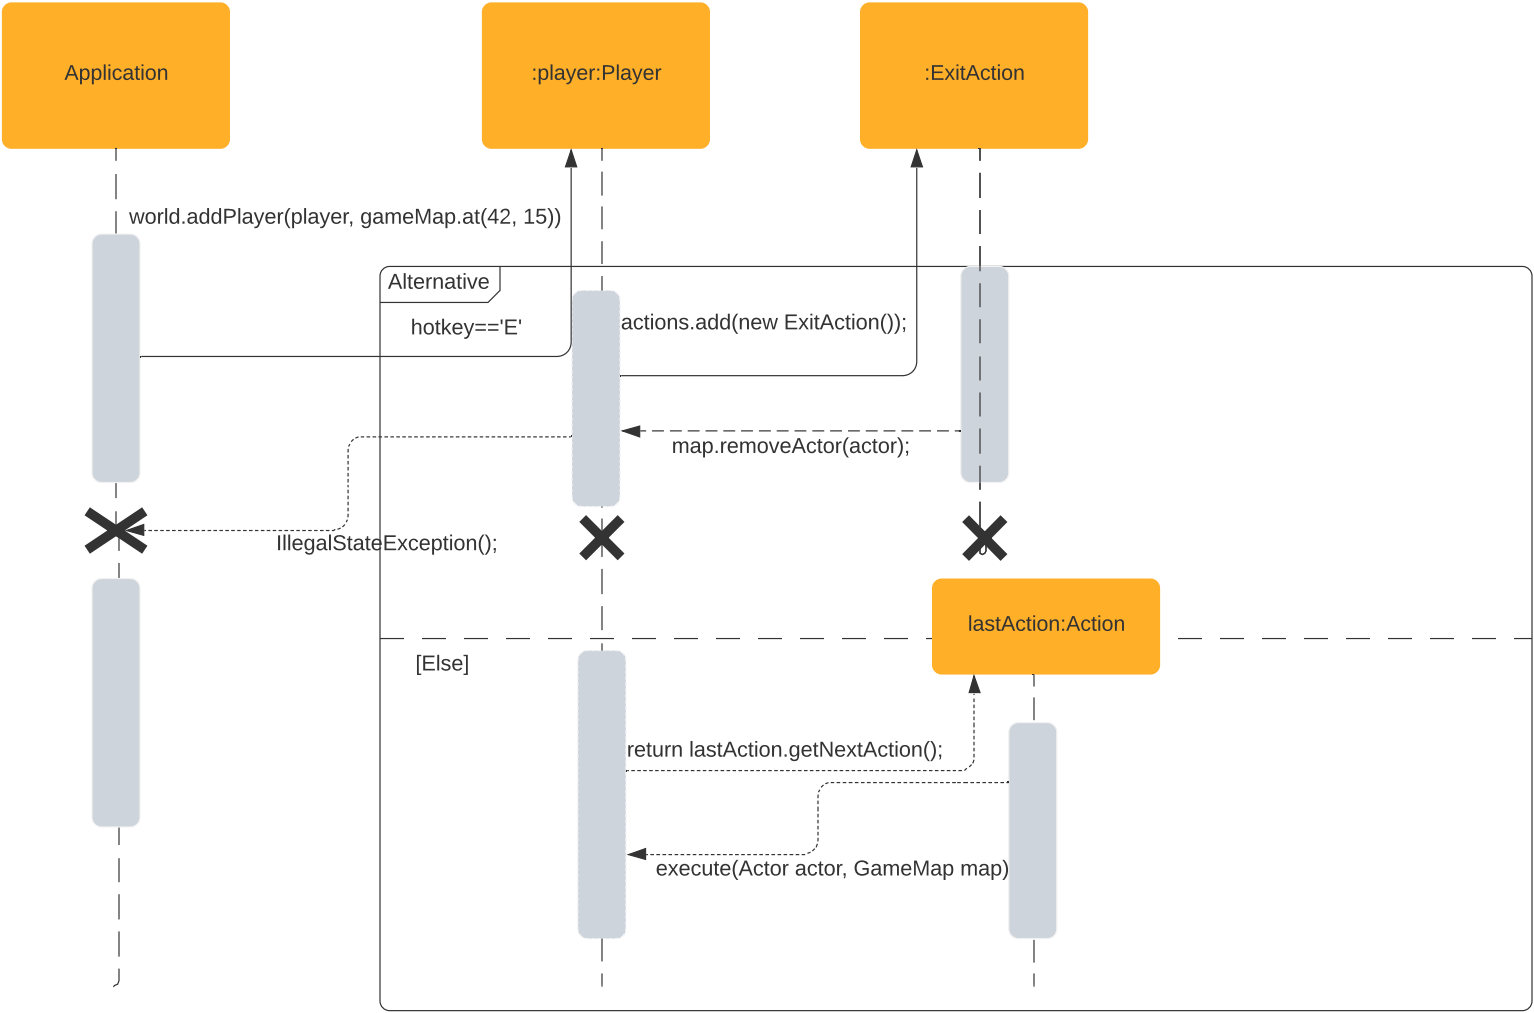 Application
:player:Player
:ExitAction
world.addPlayer(player, gameMap.at(42, 15))
Alternative
hotkey=='E'
actions.add(new ExitAction());
map.removeActor(actor);
IllegalStateException();
lastAction:Action
[Else]
return lastAction.getNextAction();
execute(Actor actor, GameMap map)